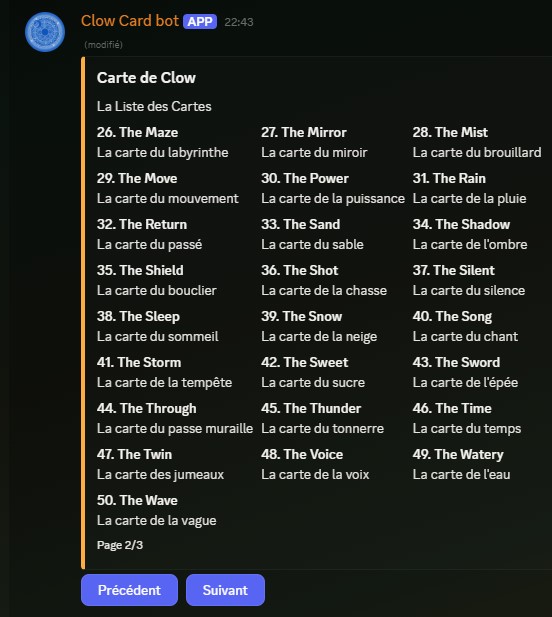 Clow Card bot APP 22:43
(modifié)
Carte de Clow
La Liste des Cartes
26. The Maze 27. The Mirror 28. The Mist
La carte du labyrinthe La carte du miroir La carte du brouillard
29. The Move 30. The Power 31. The Rain
La carte du mouvement La carte de la puissance La carte de la pluie
32. The Return 33. The Sand 34. The Shadow
La carte du passé La carte du sable La carte de l'ombre
35. The Shield 36. The Shot 37. The Silent
La carte du bouclier La carte de la chasse La carte du silence
38. The Sleep 39. The Snow 40. The Song
La carte du sommeil La carte de la neige La carte du chant
41. The Storm 42. The Sweet 43. The Sword
La carte de la tempête La carte du sucre La carte de l'épée
44. The Through 45. The Thunder 46. The Time
La carte du passe muraille La carte du tonnerre La carte du temps
47. The Twin 48. The Voice 49. The Watery
La carte des jumeaux La carte de la voix La carte de l'eau
50. The Wave
La carte de la vague
Page 2/3
Précédent Suivant